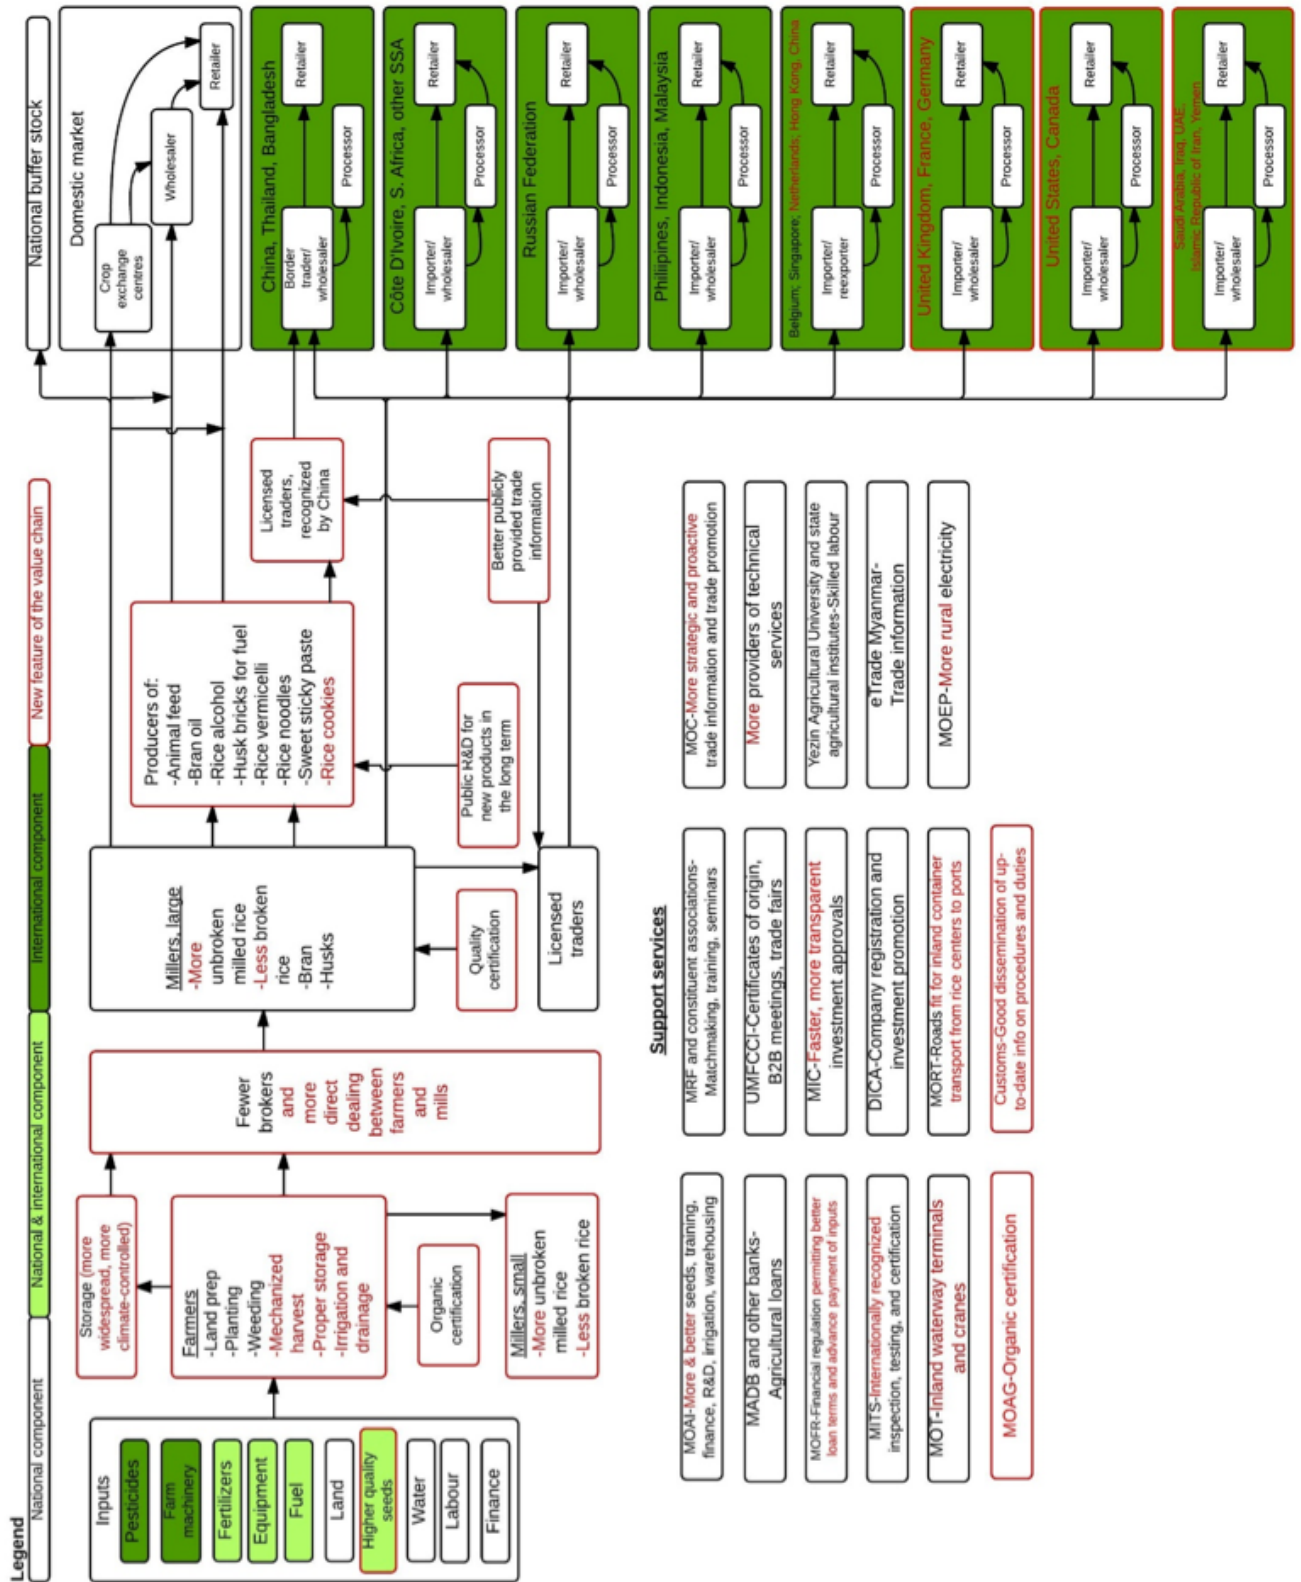 Legend
National component
National & international component
International component
New feature of the value chain
Inputs
Pesticides
Farm
machinery
Fertilizers
Equipment
Fuel
Land
Higher quality
seeds
Water
Labour
Finance
Storage (more
widespread, more
climate-controlled)
Farmers
-Land prep
-Planting
-Weeding
-Mechanized
harvest
-Proper storage
-Irrigation and
drainage
Organic
certification
Millers, small
-More unbroken
milled rice
-Less broken rice
Fewer
brokers
and
more
direct
dealing
between
farmers
and
mills
Millers, large
-More
unbroken
milled rice
-Less broken
rice
-Bran
-Husks
Quality
certification
Licensed
traders
Producers of:
-Animal feed
-Bran oil
-Rice alcohol
-Husk bricks for fuel
-Rice vermicelli
-Rice noodles
-Sweet sticky paste
-Rice cookies
Public R&D for
new products in
the long term
Licensed
traders,
recognized
by China
Better publicly
provided trade
information
National buffer stock
Domestic market
Crop
exchange
centres
Wholesaler
Retailer
China, Thailand, Bangladesh
Border
trader/
wholesaler
Processor
Retailer
Côte D'Ivoire, S. Africa, other SSA
Importer/
wholesaler
Processor
Retailer
Russian Federation
Importer/
wholesaler
Processor
Retailer
Philipines, Indonesia, Malaysia
Importer/
wholesaler
Processor
Retailer
Belgium; Singapore; Netherlands; Hong Kong, China
Importer/
reexporter
Processor
Retailer
United Kingdom, France, Germany
Importer/
wholesaler
Processor
Retailer
United States, Canada
Importer/
wholesaler
Processor
Retailer
Saudi Arabia, Iraq, UAE,
Islamic Republic of Iran, Yemen
Importer/
wholesaler
Processor
Retailer
Support services
MOAI-More & better seeds, training,
finance, R&D, irrigation, warehousing
MADB and other banks-
Agricultural loans
MOFR-Financial regulation permitting better
loan terms and advance payment of inputs
MITS-Internationally recognized
inspection, testing, and certification
MOT-Inland waterway terminals
and cranes
MOAG-Organic certification
MRF and constituent associations-
Matchmaking, training, seminars
UMFCCI-Certificates of origin,
B2B meetings, trade fairs
MIC-Faster, more transparent
investment approvals
DICA-Company registration and
investment promotion
MORT-Roads fit for inland container
transport from rice centers to ports
Customs-Good dissemination of up-
to-date info on procedures and duties
MOC-More strategic and proactive
trade information and trade promotion
More providers of technical
services
Yezin Agricultural University and state
agricultural institutes-Skilled labour
eTrade Myanmar-
Trade information
MOEP-More rural electricity